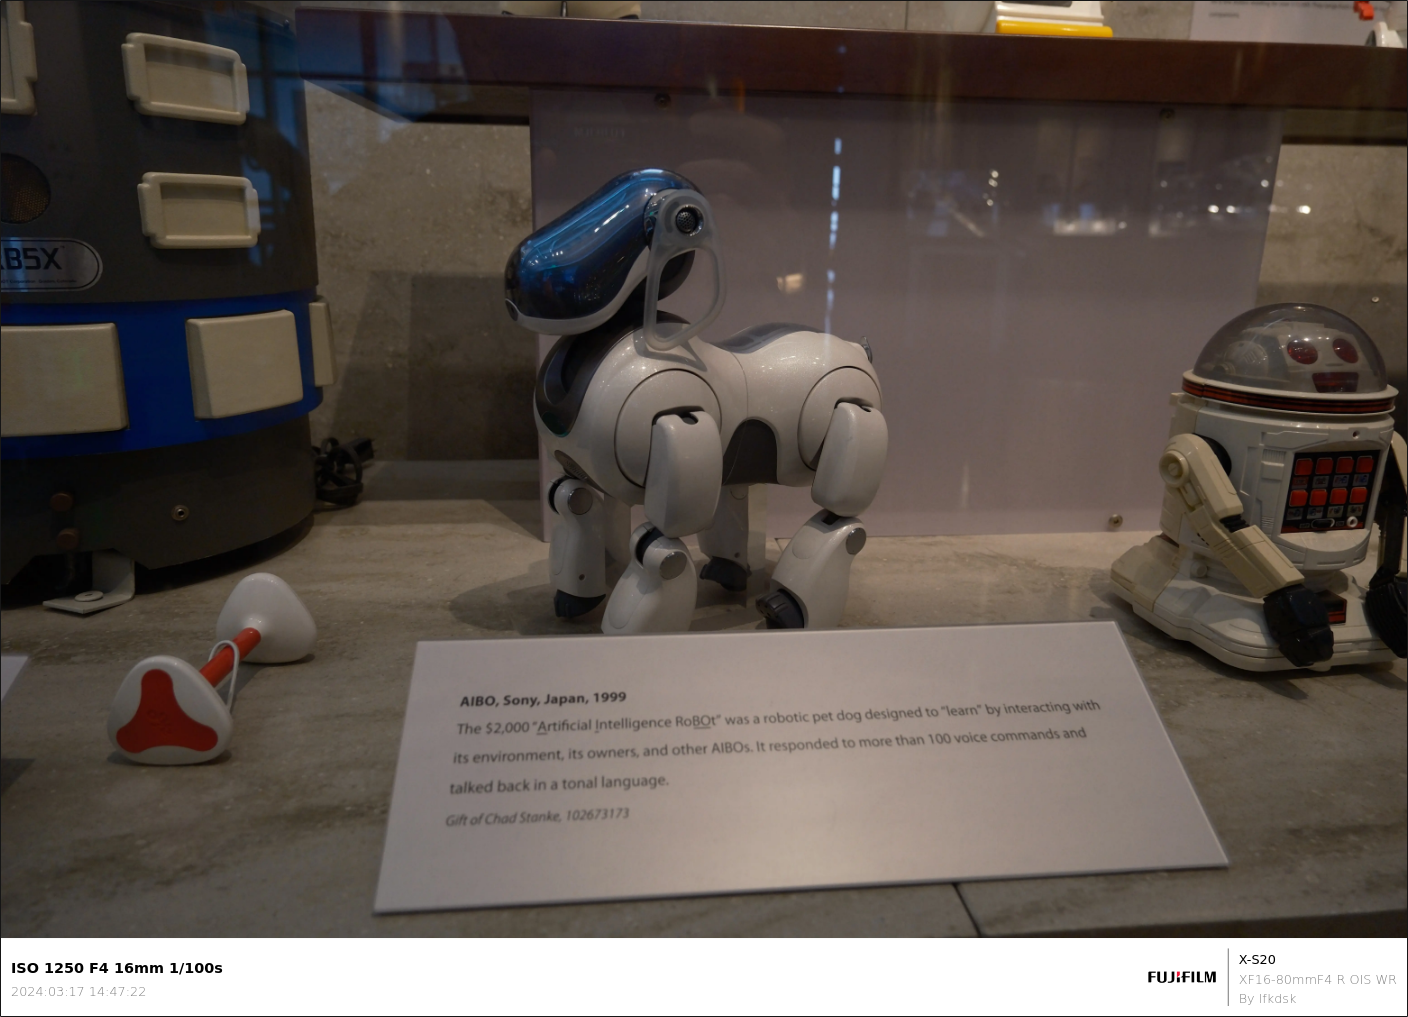 B5X
AIBO, Sony, Japan, 1999
The $2,000 "Artificial Intelligence RoBOt" was a robotic pet dog designed to "learn" by interacting with
its environment, its owners, and other AIBOs. It responded to more than 100 voice commands and
talked back in a tonal language.
Gift of Chad Stanke, 102673173
ISO 1250 F4 16mm 1/100s
2024:03:17 14:47:22
FUJIFILM
X-S20
XF16-80mmF4 R OIS WR
By lfkdsk